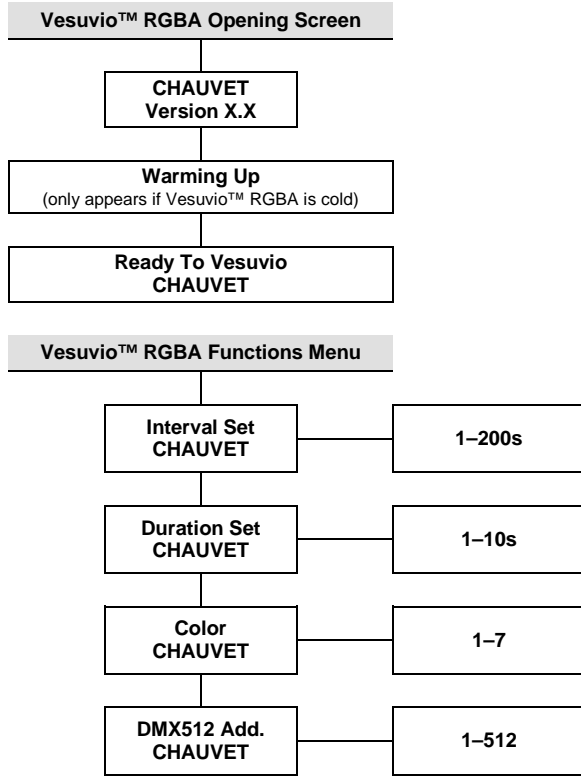 Vesuvio™ RGBA Opening Screen
CHAUVET
Version X.X
Warming Up
(only appears if Vesuvio™ RGBA is cold)
Ready To Vesuvio
CHAUVET
Vesuvio™ RGBA Functions Menu
Interval Set
CHAUVET
1–200s
Duration Set
CHAUVET
1–10s
Color
CHAUVET
1–7
DMX512 Add.
CHAUVET
1–512